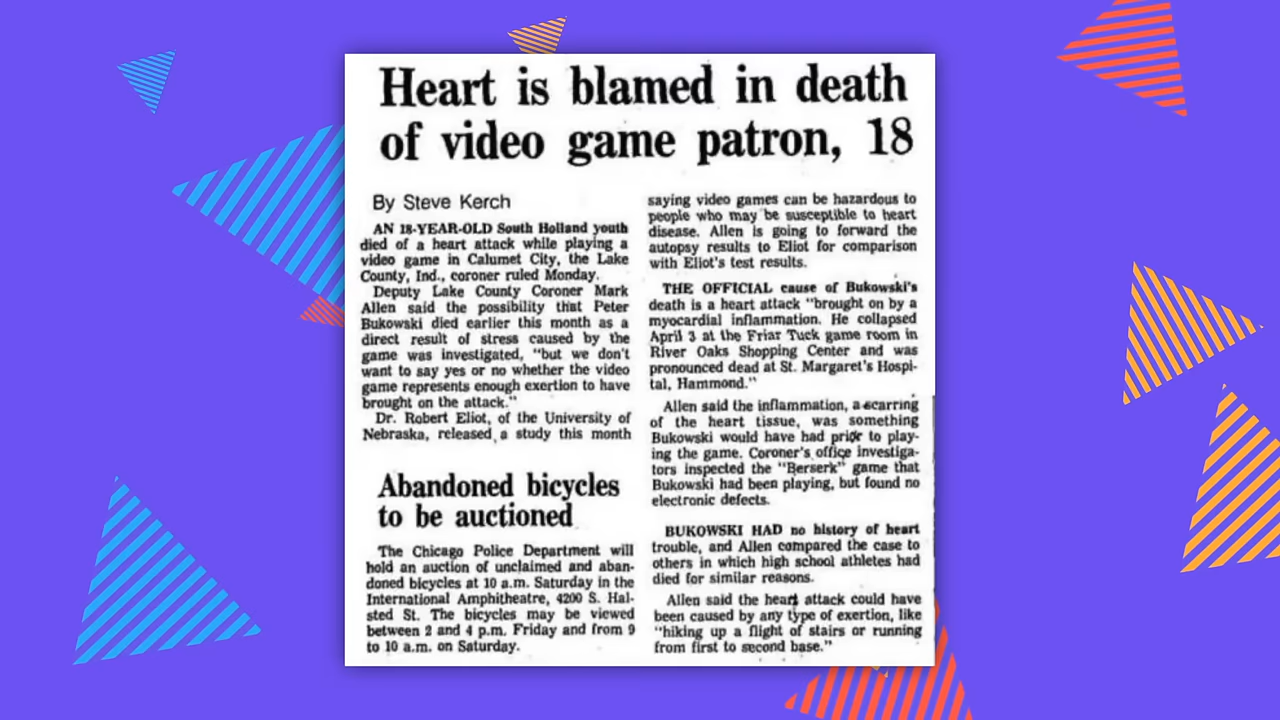 Heart is blamed in death
of video game patron, 18
By Steve Kerch
AN 18-YEAR-OLD South Holland youth
died of a heart attack while playing a
video game in Calumet City, the Lake
County, Ind., coroner ruled Monday.
Deputy Lake County Coroner Mark
Allen said the possibility that Peter
Bukowski died earlier this month as a
direct result of stress caused by the
game was investigated, "but we don't
want to say yes or no whether the video
game represents enough exertion to have
brought on the attack."
Dr. Robert Eliot, of the University of
Nebraska, released a study this month
saying video games can be hazardous to
people who may be susceptible to heart
disease. Allen is going to forward the
autopsy results to Eliot for comparison
with Eliot's test results.
THE OFFICIAL cause of Bukowski's
death is a heart attack "brought on by a
myocardial inflammation. He collapsed
April 3 at the Friar Tuck game room in
River Oaks Shopping Center and was
pronounced dead at St. Margaret's Hospi-
tal, Hammond."
Allen said the inflammation, a scarring
of the heart tissue, was something
Bukowski would have had prior to play-
ing the game. Coroner's office investiga-
tors inspected the "Berserk" game that
Bukowski had been playing, but found no
electronic defects.
BUKOWSKI HAD no history of heart
trouble, and Allen compared the case to
others in which high school athletes had
died for similar reasons.
Allen said the heart attack could have
been caused by any type of exertion, like
"hiking up a flight of stairs or running
from first to second base."
Abandoned bicycles
to be auctioned
The Chicago Police Department will
hold an auction of unclaimed and aban-
doned bicycles at 10 a.m. Saturday in the
International Amphitheatre, 4200 S. Hal-
sted St. The bicycles may be viewed
between 2 and 4 p.m. Friday and from 9
to 10 a.m. on Saturday.